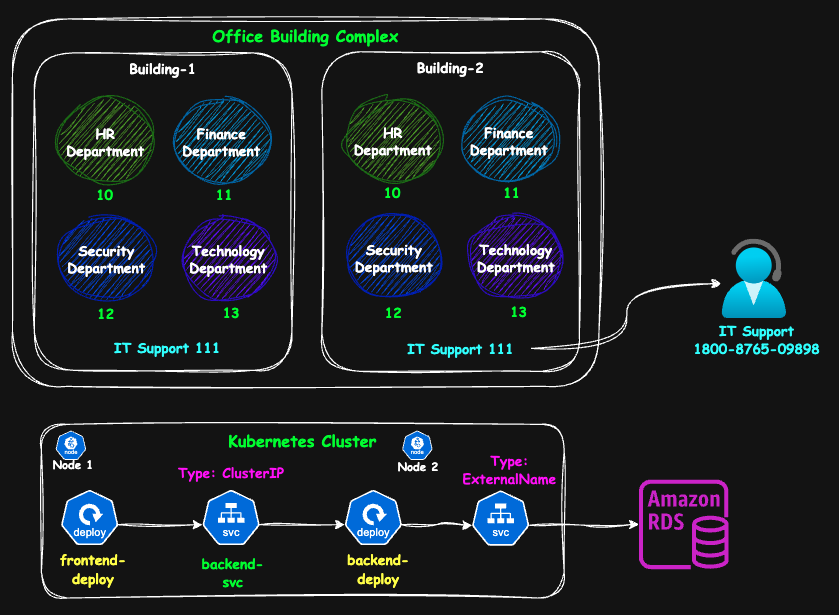 Office Building Complex
Building-1
HR
Department
10
Finance
Department
11
Security
Department
12
Technology
Department
13
IT Support 111
Building-2
HR
Department
10
Finance
Department
11
Security
Department
12
Technology
Department
13
IT Support 111
IT Support
1800-8765-09898
Kubernetes Cluster
node
Node 1
node
Node 2
Type: ClusterIP
Type:
ExternalName
deploy
frontend-
deploy
svc
backend-
svc
deploy
backend-
deploy
svc
Amazon
RDS